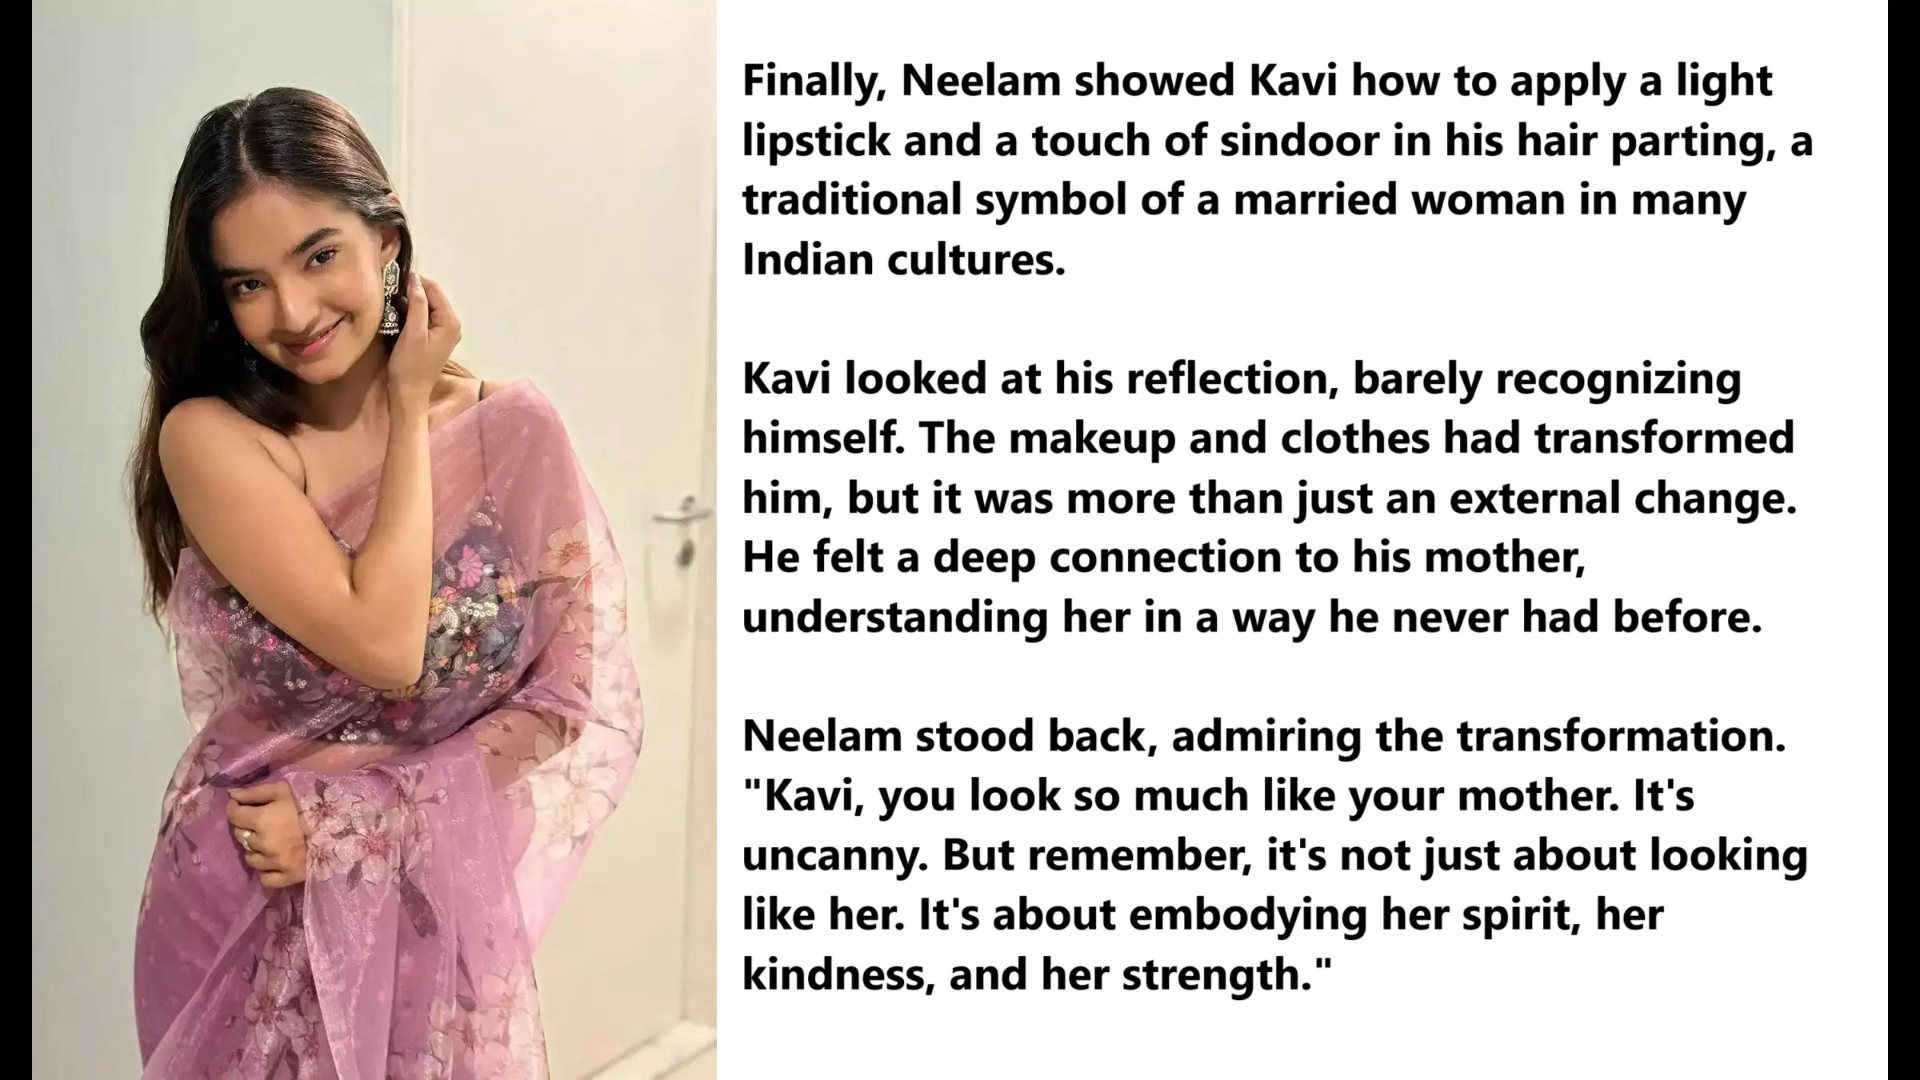 Finally, Neelam showed Kavi how to apply a light
lipstick and a touch of sindoor in his hair parting, a
traditional symbol of a married woman in many
Indian cultures.
Kavi looked at his reflection, barely recognizing
himself. The makeup and clothes had transformed
him, but it was more than just an external change.
He felt a deep connection to his mother,
understanding her in a way he never had before.
Neelam stood back, admiring the transformation.
"Kavi, you look so much like your mother. It's
uncanny. But remember, it's not just about looking
like her. It's about embodying her spirit, her
kindness, and her strength."